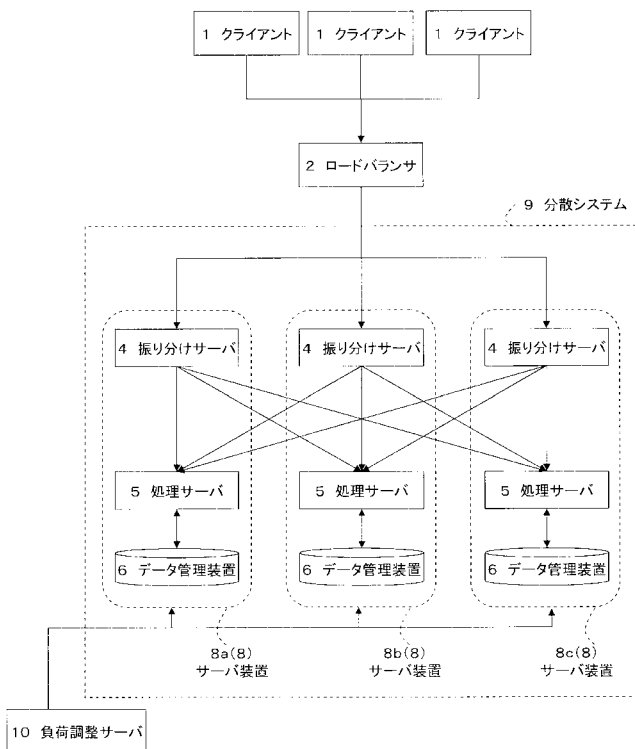 1 クライアント
1 クライアント
1 クライアント
2 ロードバランサ
9 分散システム
4 振り分けサーバ
4 振り分けサーバ
4 振り分けサーバ
5 処理サーバ
5 処理サーバ
5 処理サーバ
6 データ管理装置
6 データ管理装置
6 データ管理装置
8a(8)
サーバ装置
8b(8)
サーバ装置
8c(8)
サーバ装置
10 負荷調整サーバ